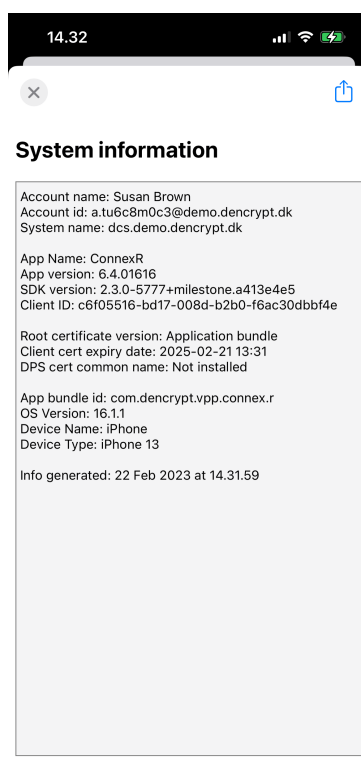 14.32
System information
Account name: Susan Brown
Account id: a.tu6c8m0c3@demo.dencrypt.dk
System name: dcs.demo.dencrypt.dk
App Name: ConnexR
App version: 6.4.01616
SDK version: 2.3.0-5777+milestone.a413e4e5
Client ID: c6f05516-bd17-008d-b2b0-f6ac30dbbf4e
Root certificate version: Application bundle
Client cert expiry date: 2025-02-21 13:31
DPS cert common name: Not installed
App bundle id: com.dencrypt.vpp.connex.r
OS Version: 16.1.1
Device Name: iPhone
Device Type: iPhone 13
Info generated: 22 Feb 2023 at 14.31.59